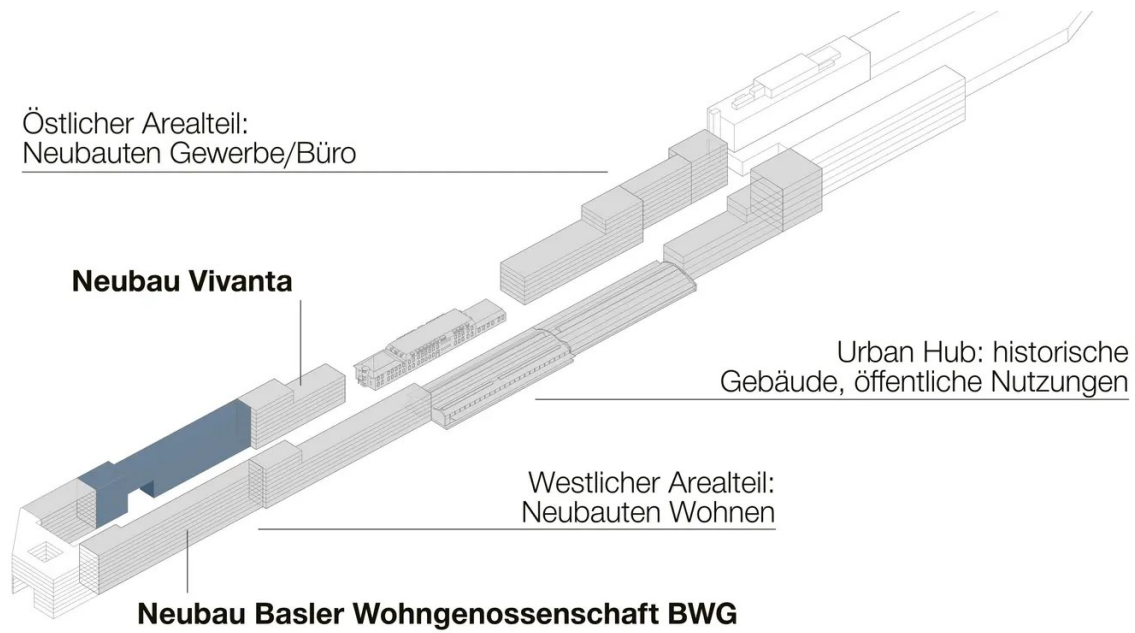 Östlicher Arealteil:
Neubauten Gewerbe/Büro
Neubau Vivanta
Urban Hub: historische
Gebäude, öffentliche Nutzungen
Westlicher Arealteil:
Neubauten Wohnen
Neubau Basler Wohngenossenschaft BWG